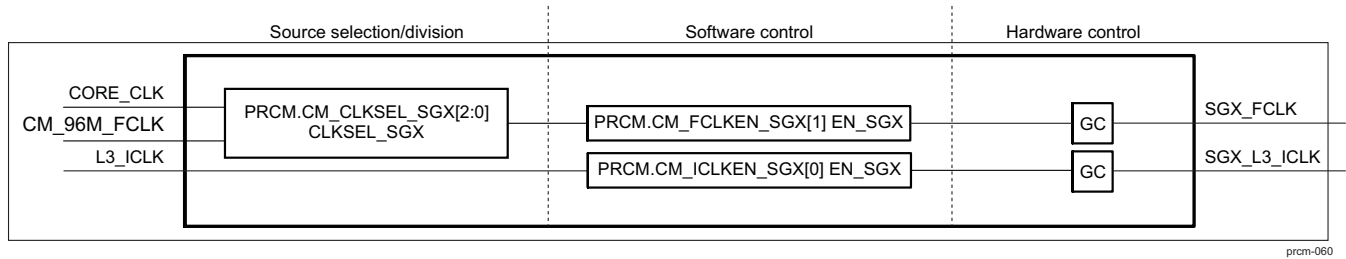 Source selection/division
Software control
Hardware control
CORE_CLK
CM_96M_FCLK
L3_ICLK
PRCM.CM_CLKSEL_SGX[2:0]
CLKSEL_SGX
PRCM.CM_FCLKEN_SGX[1] EN_SGX
PRCM.CM_ICLKEN_SGX[0] EN_SGX
GC
GC
SGX_FCLK
SGX_L3_ICLK
prcm-060